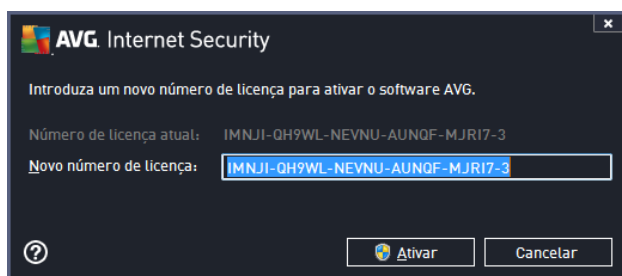 AVG. Internet Security
x
Introduza um novo número de licença para ativar o software AVG.
Número de licença atual: IMNJI-QH9WL-NEVNU-AUNQF-MJRI7-3
Novo número de licença: IMNJI-QH9WL-NEVNU-AUNQF-MJRI7-3
? Ativar Cancelar